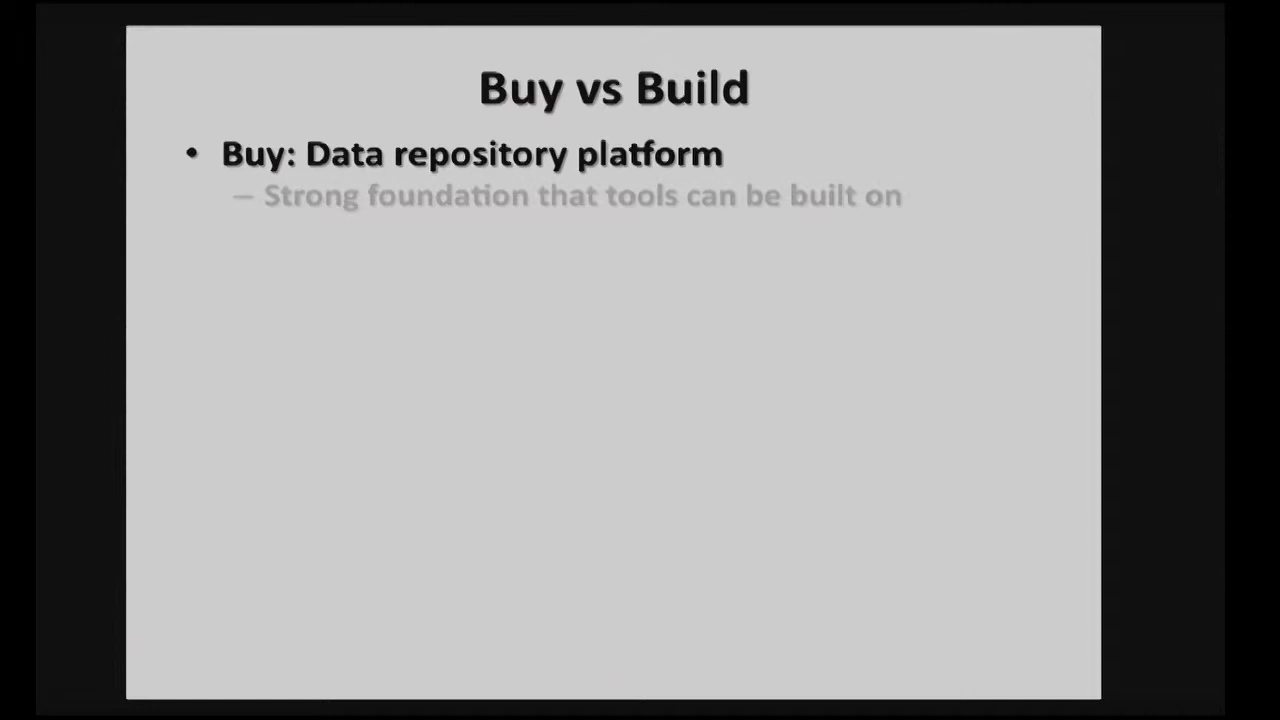 Buy vs Build
• Buy: Data repository platform
– Strong foundation that tools can be built on